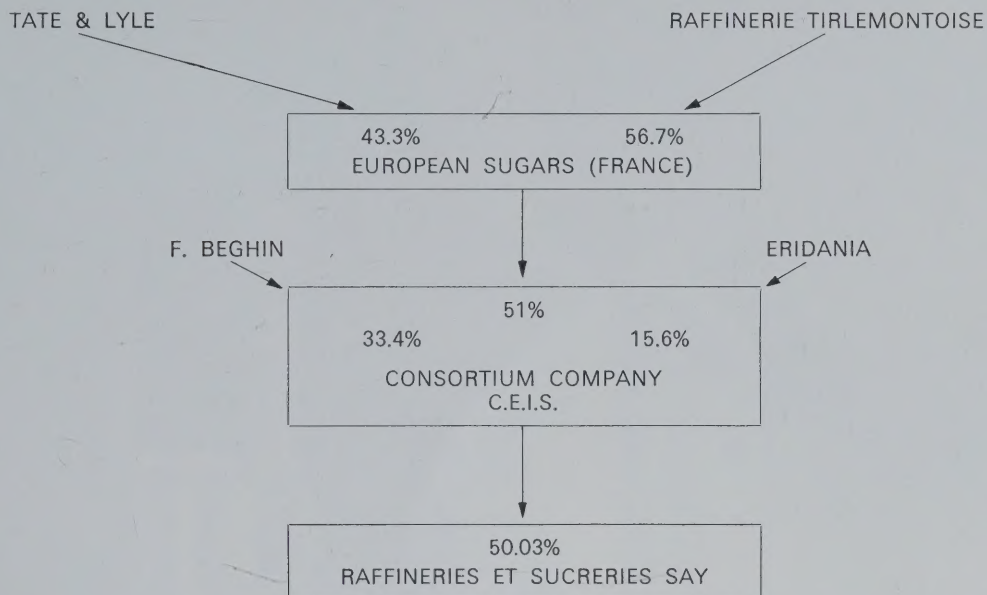 TATE & LYLE
RAFFINERIE TIRLEMONTOISE
43.3% 56.7%
EUROPEAN SUGARS (FRANCE)
F. BEGHIN
ERIDANIA
51%
33.4% 15.6%
CONSORTIUM COMPANY
C.E.I.S.
50.03%
RAFFINERIES ET SUCRERIES SAY